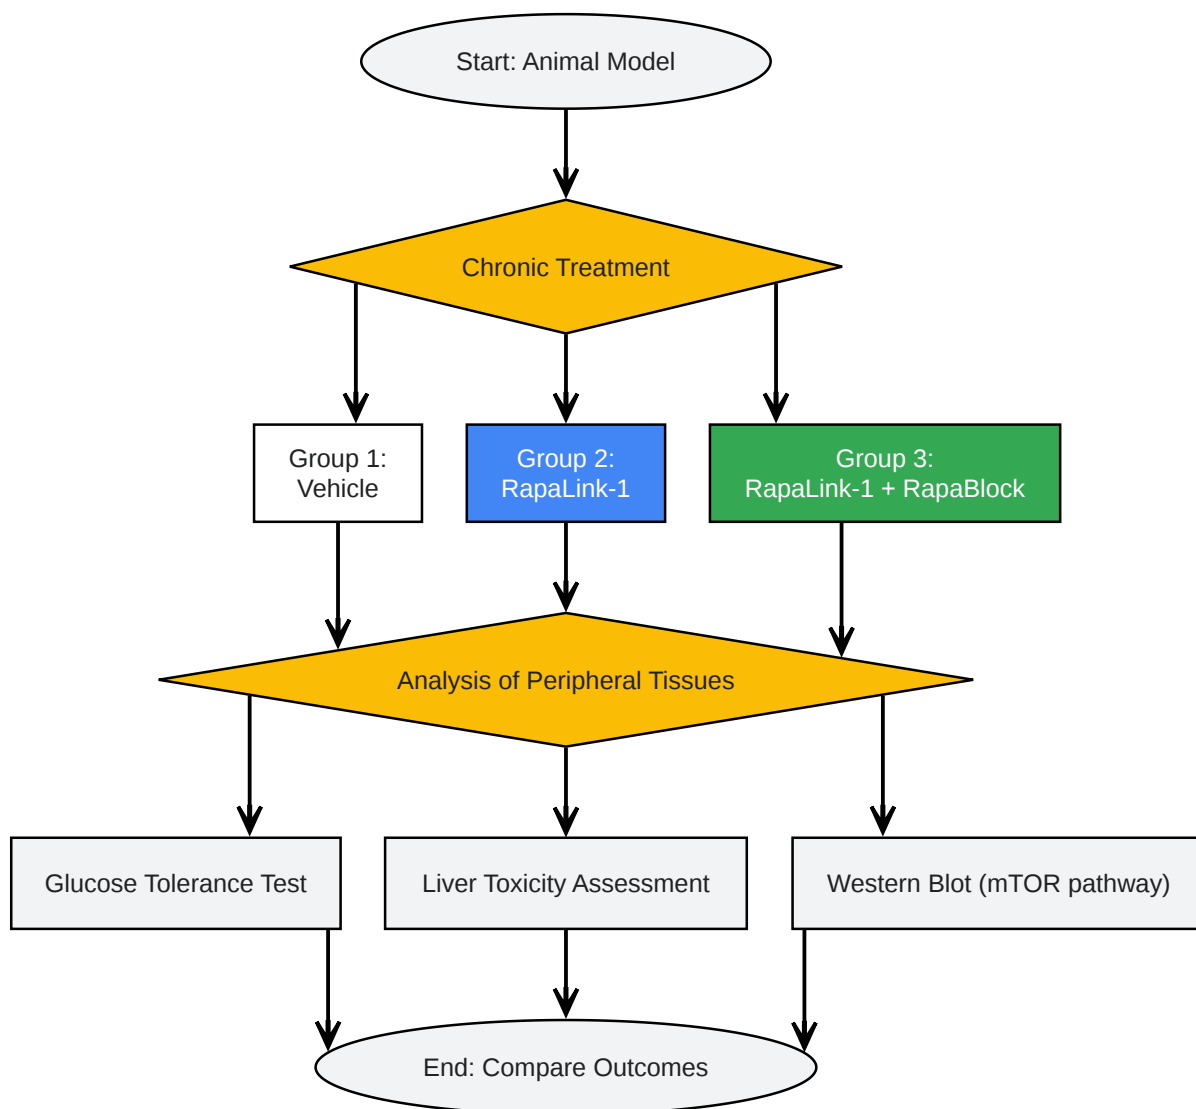 Start: Animal Model
Chronic Treatment
Group 1:
Vehicle
Group 2:
RapaLink-1
Group 3:
RapaLink-1 + RapaBlock
Analysis of Peripheral Tissues
Glucose Tolerance Test
Liver Toxicity Assessment
Western Blot (mTOR pathway)
End: Compare Outcomes